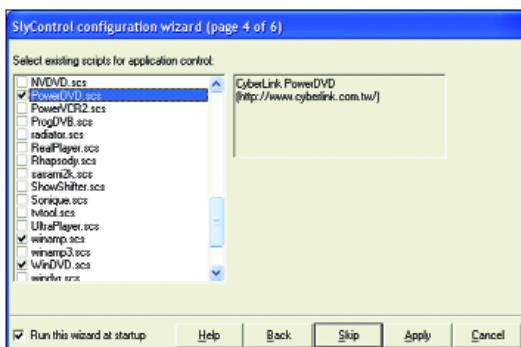 SlyControl configuration wizard (page 4 of 6)
Select existing scripts for application control:
NVDVD.scs
PowerDVD.scs
PowerVCR2.scs
ProgDVB.scs
radiator.scs
RealPlayer.scs
Rhapsody.scs
sasami2k.scs
ShowShifter.scs
Sonique.scs
tvtool.scs
UltraPlayer.scs
winamp.scs
winamp3.scs
WinDVD.scs
windvr.scs
CyberLink PowerDVD
(http://www.cyberlink.com.tw/)
Run this wizard at startup
Help
Back
Skip
Apply
Cancel